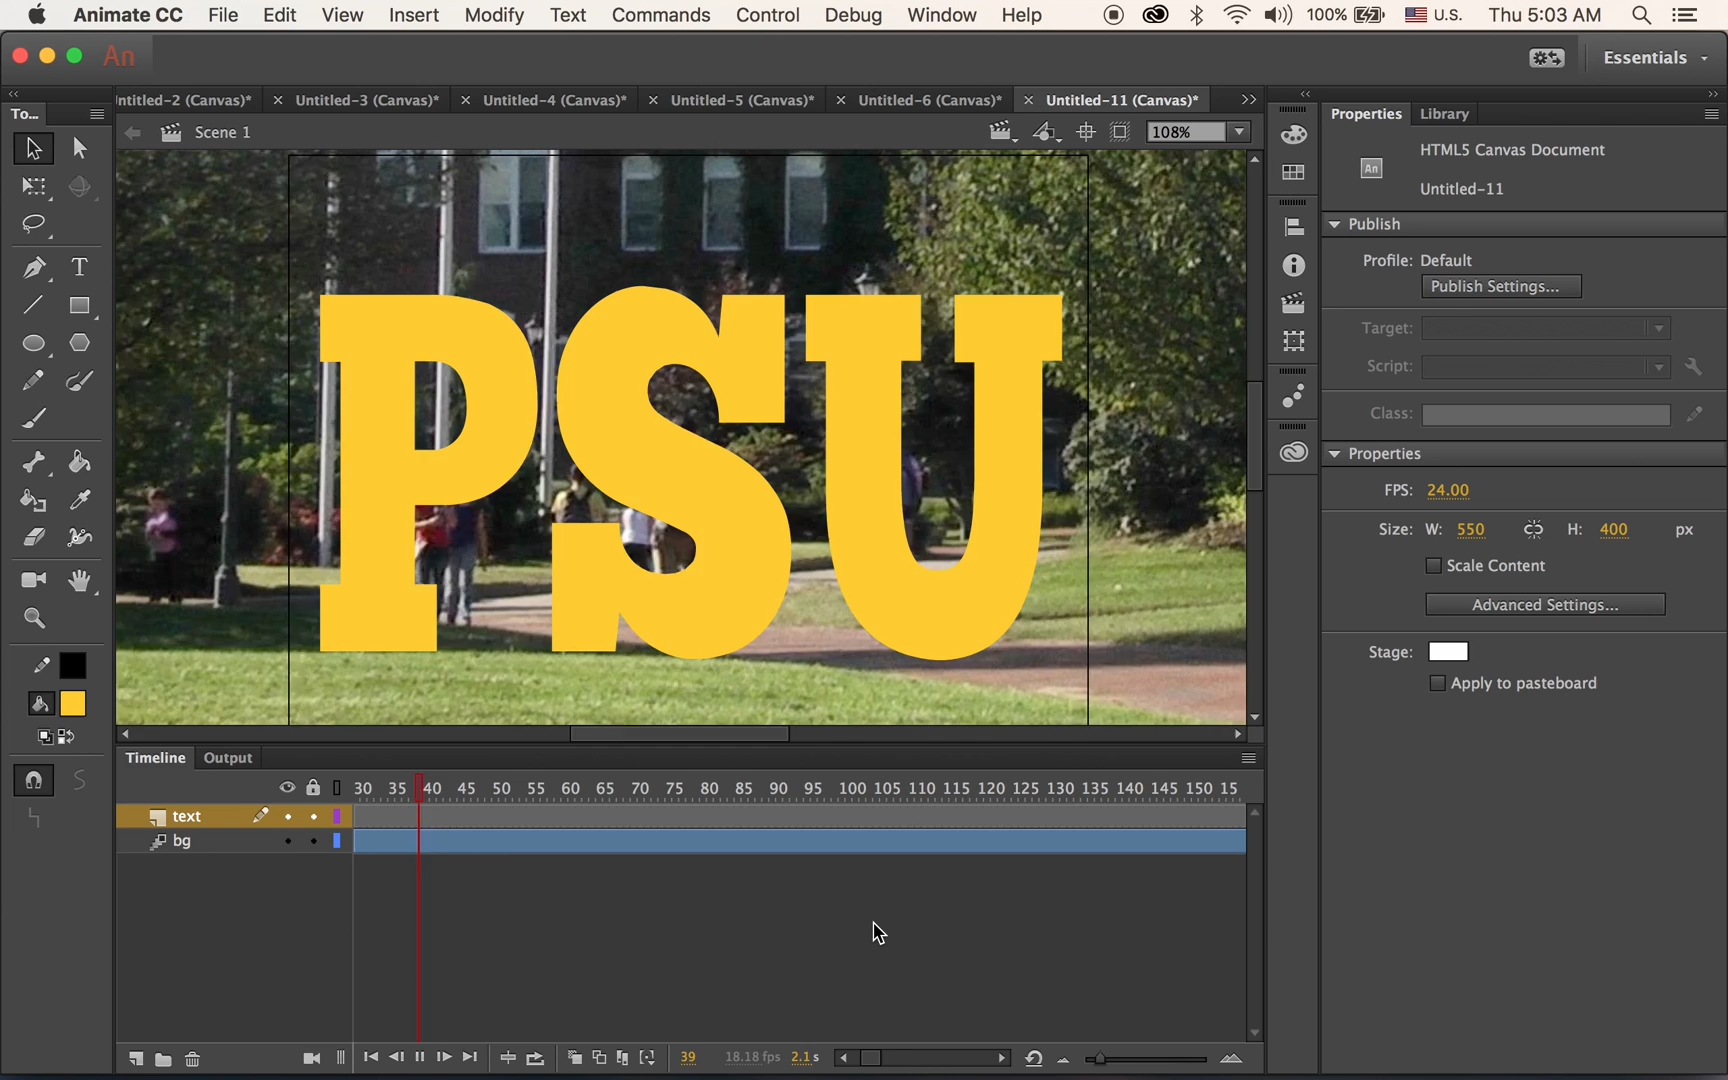 Animate CC File Edit View Insert Modify Text Commands Control Debug Window Help 100% U.S. Thu 5:03 AM
An Essentials
To... ntitled-2 (Canvas)* Untitled-3 (Canvas)* Untitled-4 (Canvas)* Untitled-5 (Canvas)* Untitled-6 (Canvas)* Untitled-11 (Canvas)* Properties Library
Scene 1 108%
HTML5 Canvas Document
An
Untitled-11
Publish
Profile: Default
Publish Settings...
Target:
Script:
Class:
PSU
Properties
FPS: 24.00
Size: W: 550 H: 400 px
Scale Content
Advanced Settings...
Stage:
Apply to pasteboard
Timeline Output
30 35 40 45 50 55 60 65 70 75 80 85 90 95 100 105 110 115 120 125 130 135 140 145 150 15
text
bg
39 18.18 fps 2.1 s